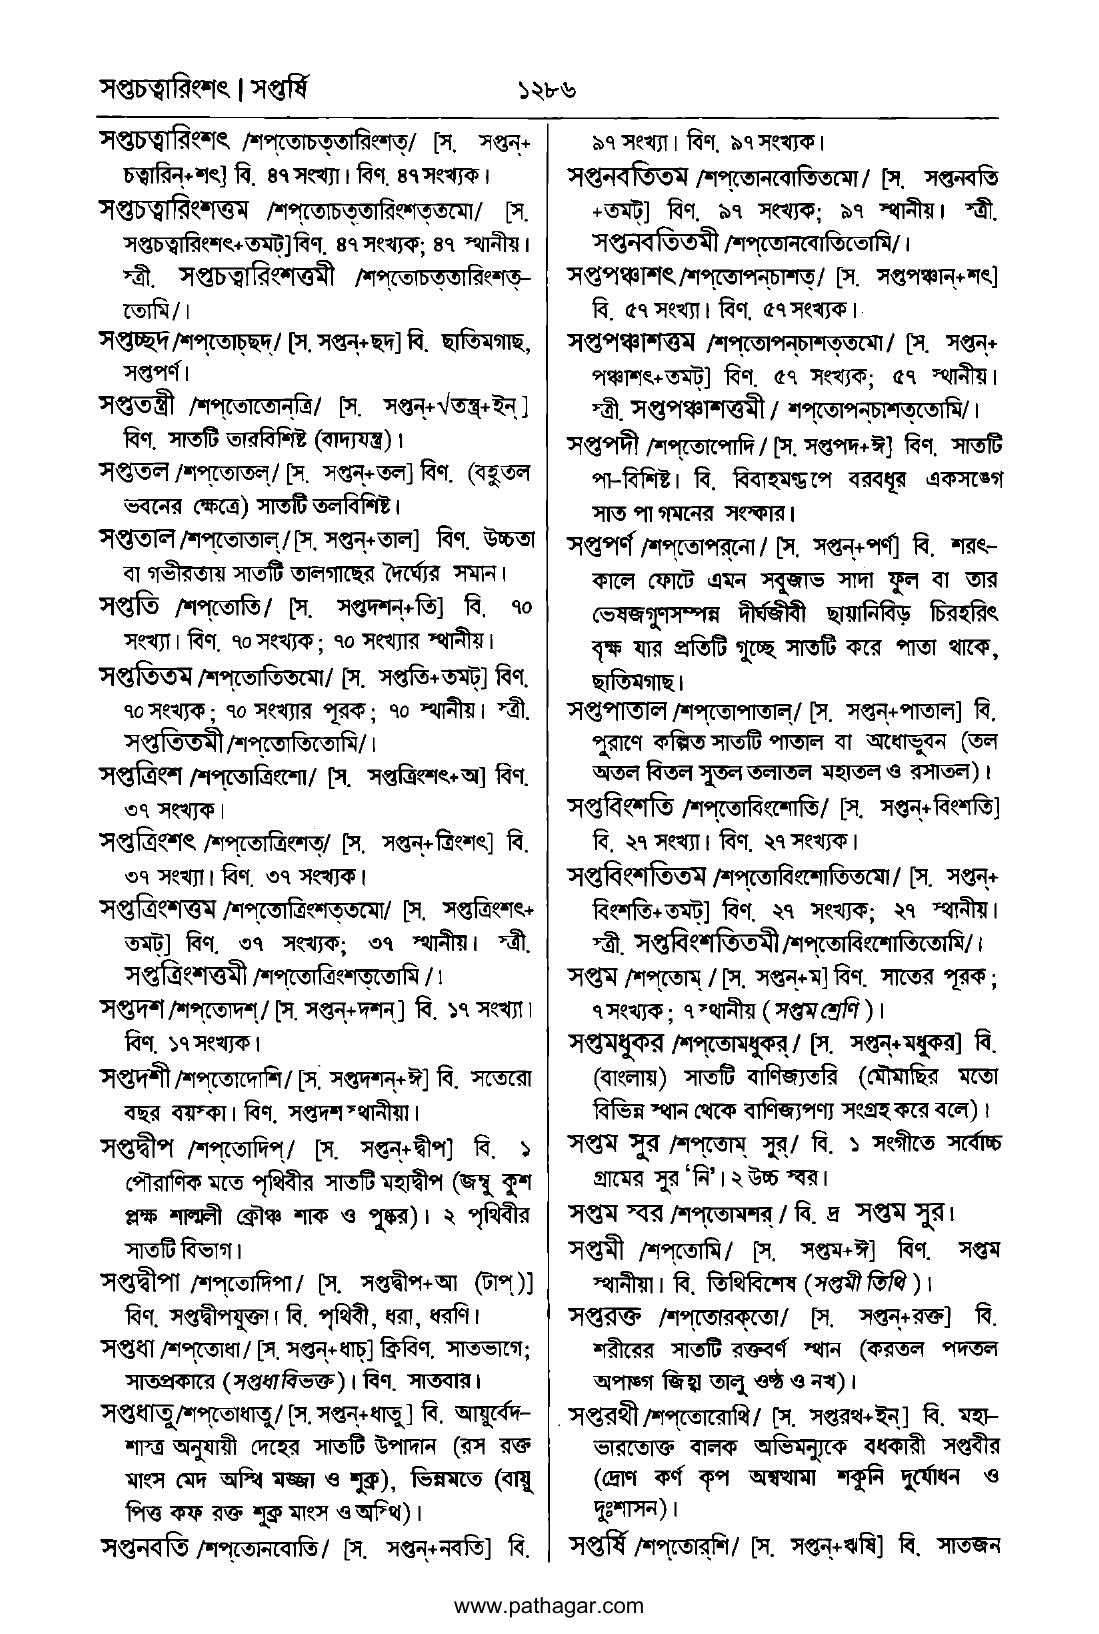 সপ্তচত্বারিংশৎ | সপ্তর্ষি
১২৮৬
সপ্তচত্বারিংশৎ /শপ্‌তোচত্‌তারিংশত্‌/ [স. সপ্তন্‌+
চত্বারিন্‌+শৎ] বি. ৪৭ সংখ্যা। বিণ. ৪৭ সংখ্যক।
সপ্তচত্বারিংশত্তম /শপ্‌তোচত্‌তারিংশত্‌তমো/ [স.
সপ্তচত্বারিংশৎ+তমট্‌] বিণ. ৪৭ সংখ্যক; ৪৭ স্থানীয়।
স্ত্রী. সপ্তচত্বারিংশত্তমী /শপ্‌তোচত্‌তারিংশত্‌–
তোমি/।
সপ্তচ্ছদ /শপ্‌তোচ্‌ছদ্‌/ [স. সপ্তন্‌+ছদ] বি. ছাতিমগাছ,
সপ্তপর্ণ।
সপ্ততন্ত্রী /শপ্‌তোতোন্‌ত্রি/ [স. সপ্তন্‌+√তন্ত্র্‌+ইন্‌]
বিণ. সাতটি তারবিশিষ্ট (বাদ্যযন্ত্র)।
সপ্ততল /শপ্‌তোতল্‌/ [স. সপ্তন্‌+তল] বিণ. (বহুতল
ভবনের ক্ষেত্রে) সাতটি তলবিশিষ্ট।
সপ্ততাল /শপ্‌তোতাল্‌/ [স. সপ্তন্‌+তাল] বিণ. উচ্চতা
বা গভীরতায় সাতটি তালগাছের দৈর্ঘ্যের সমান।
সপ্ততি /শপ্‌তোতি/ [স. সপ্তদশন্‌+তি] বি. ৭০
সংখ্যা। বিণ. ৭০ সংখ্যক; ৭০ সংখ্যার স্থানীয়।
সপ্ততিতম /শপ্‌তোতিতমো/ [স. সপ্ততি+তমট্‌] বিণ.
৭০ সংখ্যক; ৭০ সংখ্যার পূরক; ৭০ স্থানীয়। স্ত্রী.
সপ্ততিতমী /শপ্‌তোতিতোমি/।
সপ্তত্রিংশ /শপ্‌তোত্রিংশো/ [স. সপ্তত্রিংশৎ+অ] বিণ.
৩৭ সংখ্যক।
সপ্তত্রিংশৎ /শপ্‌তোত্রিংশত্‌/ [স. সপ্তন্‌+ত্রিংশৎ] বি.
৩৭ সংখ্যা। বিণ. ৩৭ সংখ্যক।
সপ্তত্রিংশত্তম /শপ্‌তোত্রিংশত্‌তমো/ [স. সপ্তত্রিংশৎ+
তমট্‌] বিণ. ৩৭ সংখ্যক; ৩৭ স্থানীয়। স্ত্রী.
সপ্তত্রিংশত্তমী /শপ্‌তোত্রিংশত্‌তোমি/।
সপ্তদশ /শপ্‌তোদশ্‌/ [স. সপ্তন্‌+দশন্‌] বি. ১৭ সংখ্যা।
বিণ. ১৭ সংখ্যক।
সপ্তদশী /শপ্‌তোদোশি/ [স. সপ্তদশন্‌+ঈ] বি. সতেরো
বছর বয়স্কা। বিণ. সপ্তদশ স্থানীয়া।
সপ্তদ্বীপ /শপ্‌তোদিপ্‌/ [স. সপ্তন্‌+দ্বীপ] বি. ১
পৌরাণিক মতে পৃথিবীর সাতটি মহাদ্বীপ (জম্বু কুশ
প্লক্ষ শাল্মলী ক্রৌঞ্চ শাক ও পুষ্কর)। ২ পৃথিবীর
সাতটি বিভাগ।
সপ্তদ্বীপা /শপ্‌তোদিপা/ [স. সপ্তদ্বীপ+আ (টাপ্‌)]
বিণ. সপ্তদ্বীপযুক্তা। বি. পৃথিবী, ধরা, ধরণি।
সপ্তধা /শপ্‌তোধা/ [স. সপ্তন্‌+ধাচ্‌] ক্রিবিণ. সাতভাগে;
সাতপ্রকারে (সপ্তধাবিভক্ত)। বিণ. সাতবার।
সপ্তধাতু /শপ্‌তোধাতু/ [স. সপ্তন্‌+ধাতু] বি. আয়ুর্বেদ–
শাস্ত্র অনুযায়ী দেহের সাতটি উপাদান (রস রক্ত
মাংস মেদ অস্থি মজ্জা ও শুক্র), ভিন্নমতে (বায়ু
পিত্ত কফ রক্ত শুক্র মাংস ও অস্থি)।
সপ্তনবতি /শপ্‌তোনবোতি/ [স. সপ্তন্‌+নবতি] বি.
৯৭ সংখ্যা। বিণ. ৯৭ সংখ্যক।
সপ্তনবতিতম /শপ্‌তোনবোতিতমো/ [স. সপ্তনবতি
+তমট্‌] বিণ. ৯৭ সংখ্যক; ৯৭ স্থানীয়। স্ত্রী.
সপ্তনবতিতমী /শপ্‌তোনবোতিতোমি/।
সপ্তপঞ্চাশৎ /শপ্‌তোপন্‌চাশত্‌/ [স. সপ্তপঞ্চান্‌+শৎ]
বি. ৫৭ সংখ্যা। বিণ. ৫৭ সংখ্যক।
সপ্তপঞ্চাশত্তম /শপ্‌তোপন্‌চাশত্‌তমো/ [স. সপ্তন্‌+
পঞ্চাশৎ+তমট্‌] বিণ. ৫৭ সংখ্যক; ৫৭ স্থানীয়।
স্ত্রী. সপ্তপঞ্চাশত্তমী / শপ্‌তোপন্‌চাশত্‌তোমি/।
সপ্তপদী /শপ্‌তোপোদি/ [স. সপ্তপদ+ঈ] বিণ. সাতটি
পা–বিশিষ্ট। বি. বিবাহমণ্ডপে বরবধূর একসঙ্গে
সাত পা গমনের সংস্কার।
সপ্তপর্ণ /শপ্‌তোপর্‌নো/ [স. সপ্তন্‌+পর্ণ] বি. শরৎ–
কালে ফোটে এমন সবুজাভ সাদা ফুল বা তার
ভেষজগুণসম্পন্ন দীর্ঘজীবী ছায়ানিবিড় চিরহরিৎ
বৃক্ষ যার প্রতিটি গুচ্ছে সাতটি করে পাতা থাকে,
ছাতিমগাছ।
সপ্তপাতাল /শপ্‌তোপাতাল্‌/ [স. সপ্তন্‌+পাতাল] বি.
পুরাণে কল্পিত সাতটি পাতাল বা অধোভুবন (তল
অতল বিতল সুতল তলাতল মহাতল ও রসাতল)।
সপ্তবিংশতি /শপ্‌তোবিংশোতি/ [স. সপ্তন্‌+বিংশতি]
বি. ২৭ সংখ্যা। বিণ. ২৭ সংখ্যক।
সপ্তবিংশতিতম /শপ্‌তোবিংশোতিতমো/ [স. সপ্তন্‌+
বিংশতি+তমট্‌] বিণ. ২৭ সংখ্যক; ২৭ স্থানীয়।
স্ত্রী. সপ্তবিংশতিতমী /শপ্‌তোবিংশোতিতোমি/।
সপ্তম /শপ্‌তোম্‌/ [স. সপ্তন্‌+ম] বিণ. সাতের পূরক;
৭ সংখ্যক; ৭ স্থানীয় (সপ্তম শ্রেণি)।
সপ্তমধুকর /শপ্‌তোমধুকর্‌/ [স. সপ্তন্‌+মধুকর] বি.
(বাংলায়) সাতটি বাণিজ্যতরি (মৌমাছির মতো
বিভিন্ন স্থান থেকে বাণিজ্যপণ্য সংগ্রহ করে বলে)।
সপ্তম সুর /শপ্‌তোম্‌ সুর্‌/ বি. ১ সংগীতে সর্বোচ্চ
গ্রামের সুর ‘নি’। ২ উচ্চ স্বর।
সপ্তম স্বর /শপ্‌তোমশর্‌/ বি. দ্র সপ্তম সুর।
সপ্তমী /শপ্‌তোমি/ [স. সপ্তম+ঈ] বিণ. সপ্তম
স্থানীয়া। বি. তিথিবিশেষ (সপ্তমী তিথি)।
সপ্তরক্ত /শপ্‌তোরক্‌তো/ [স. সপ্তন্‌+রক্ত] বি.
শরীরের সাতটি রক্তবর্ণ স্থান (করতল পদতল
অপাঙ্গ জিহ্বা তালু ওষ্ঠ ও নখ)।
সপ্তরথী /শপ্‌তোরোথি/ [স. সপ্তরথ+ইন্‌] বি. মহা–
ভারতোক্ত বালক অভিমন্যুকে বধকারী সপ্তবীর
(দ্রোণ কর্ণ কৃপ অশ্বত্থামা শকুনি দুর্যোধন ও
দুঃশাসন)।
সপ্তর্ষি /শপ্‌তোর্‌শি/ [স. সপ্তন্‌+ঋষি] বি. সাতজন
www.pathagar.com